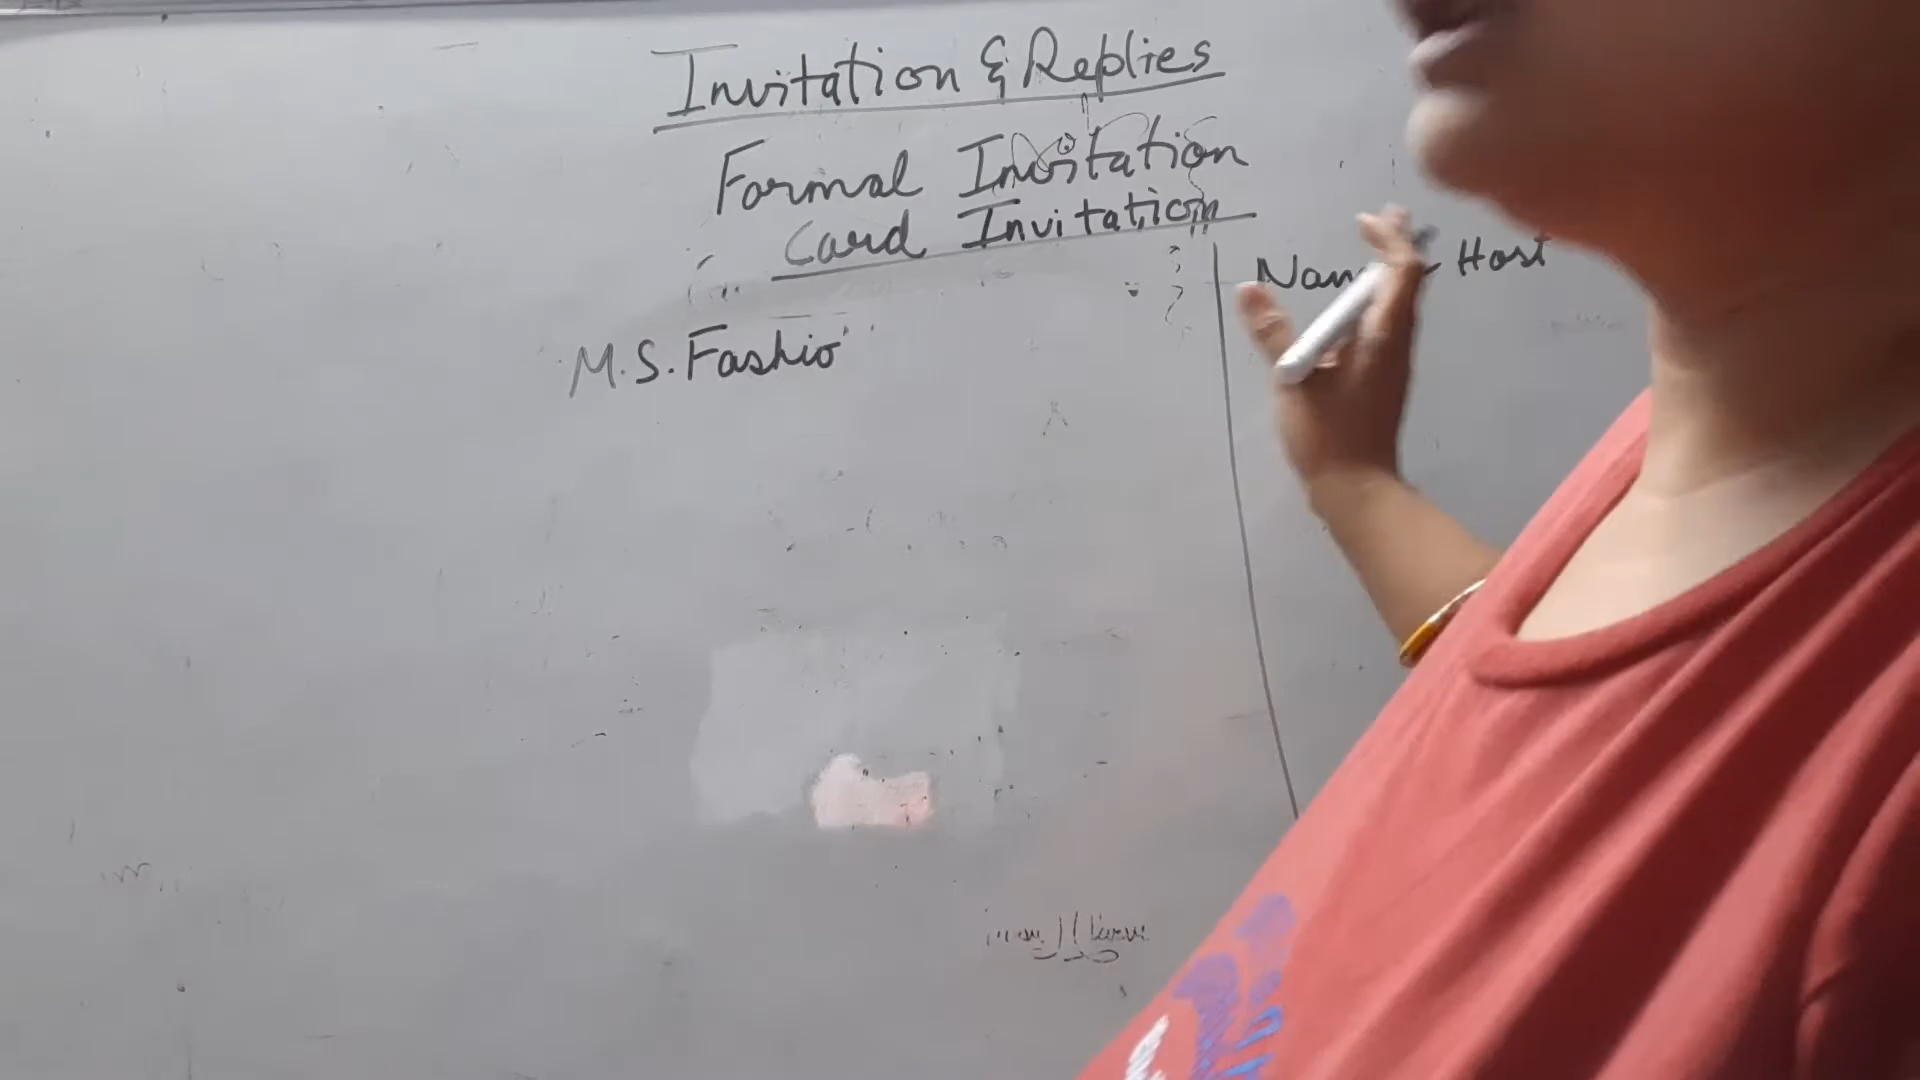 Invitation & Replies
Formal Invitation
Card Invitation
Host
M.S. Fashio